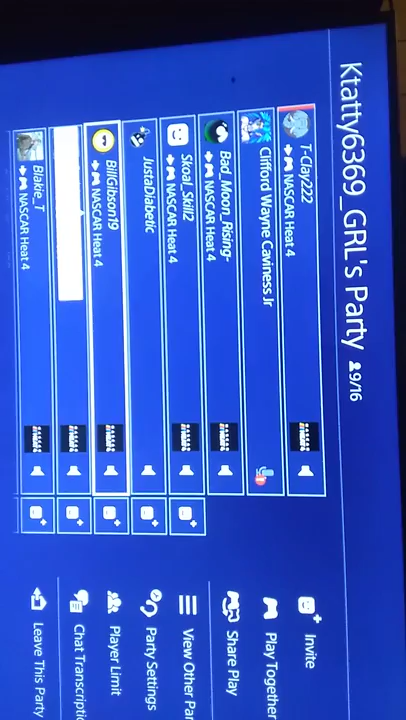 Ktatty6369_GRL's Party 9/16
T-Clay222
NASCAR Heat 4
Clifford Wayne Caviness Jr
Bad_Moon_Rising-
NASCAR Heat 4
Skoal_Skill2
NASCAR Heat 4
JustaDiabetic
BillGibson19
NASCAR Heat 4
Blakie_T
NASCAR Heat 4
Invite
Play Together
Share Play
View Other Par
Party Settings
Player Limit
Chat Transcripti
Leave This Party